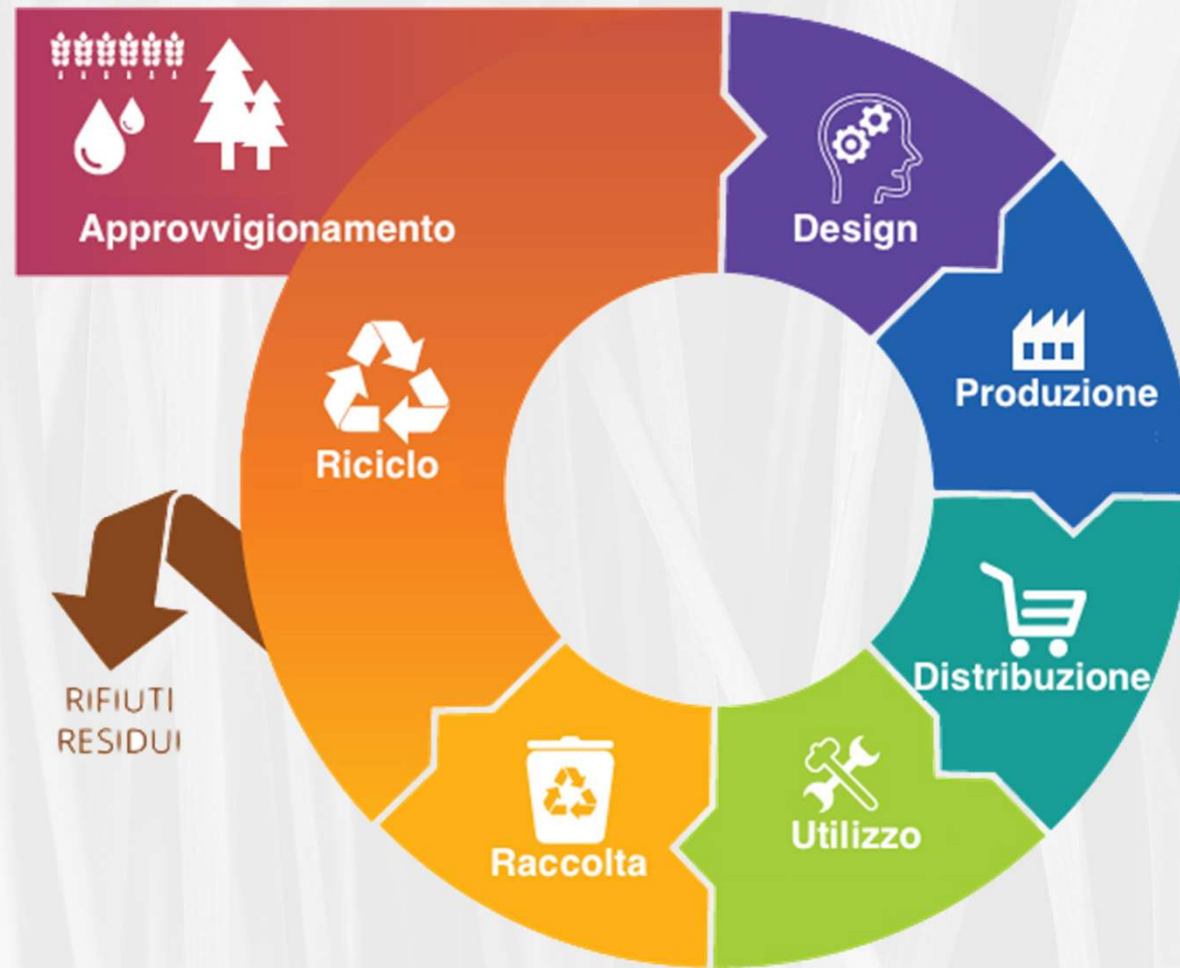 Approvvigionamento
Design
Produzione
Distribuzione
Utilizzo
Raccolta
Riciclo
RIFIUTI
RESIDUI